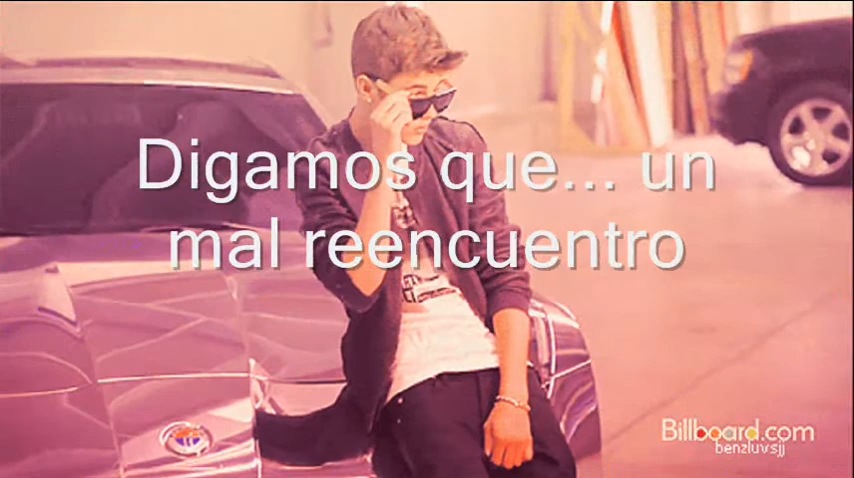 Digamos que... un
mal reencuentro
Billboard.com
benzluvsjj